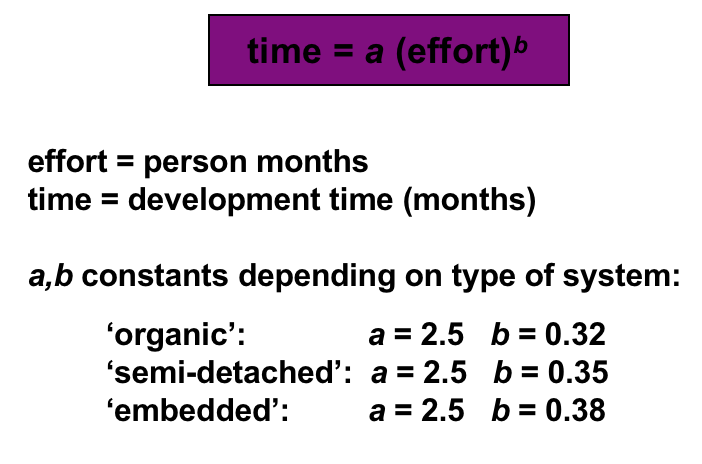 time = a (effort)ᵇ
effort = person months
time = development time (months)
a,b constants depending on type of system:
‘organic’: a = 2.5 b = 0.32
‘semi-detached’: a = 2.5 b = 0.35
‘embedded’: a = 2.5 b = 0.38